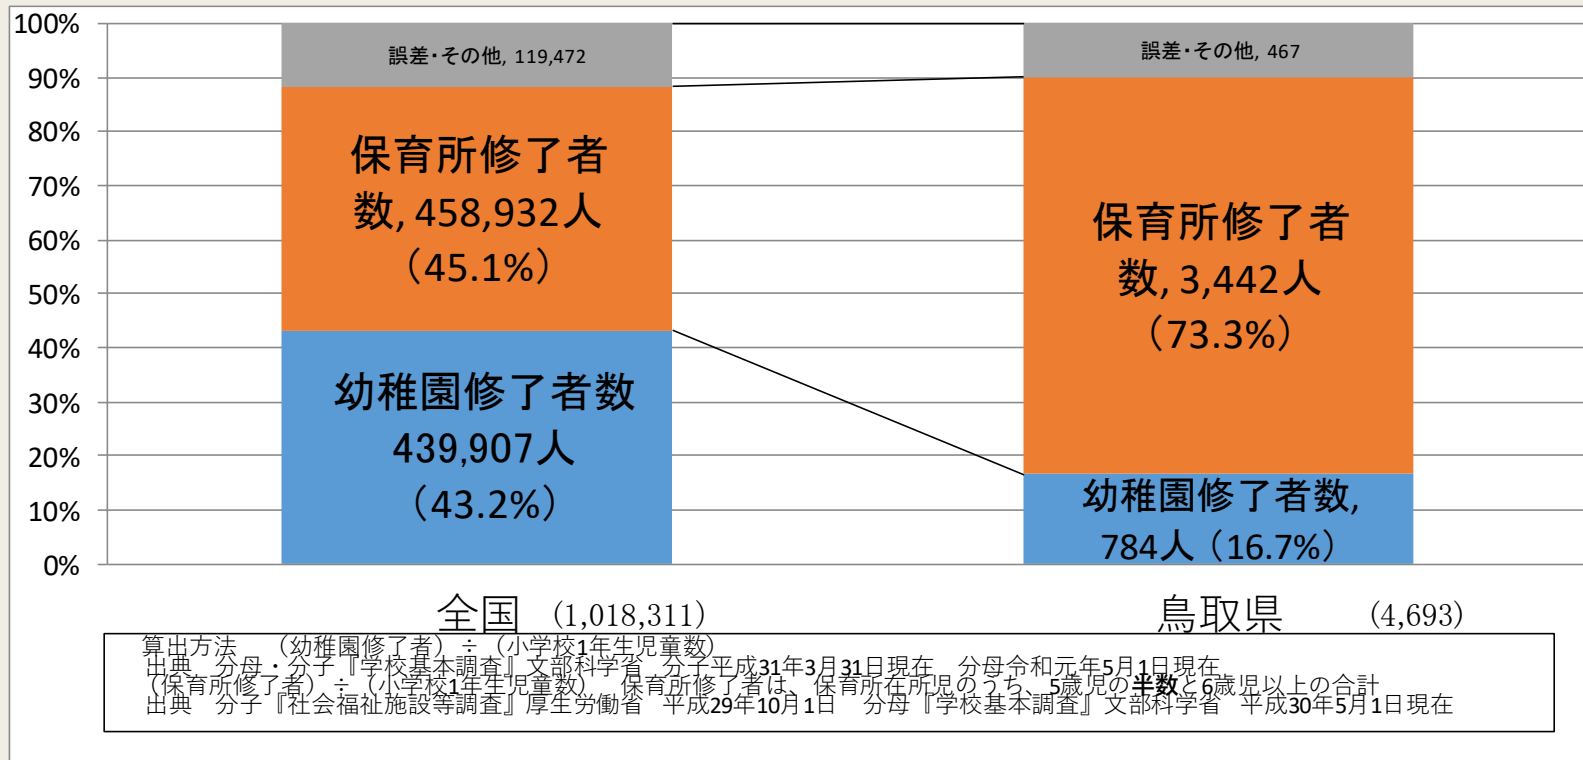 100%
90%
80%
70%
60%
50%
40%
30%
20%
10%
0%
誤差・その他, 119,472
保育所修了者
数, 458,932人
（45.1%）
幼稚園修了者数
439,907人
（43.2%）
誤差・その他, 467
保育所修了者
数, 3,442人
（73.3%）
幼稚園修了者数,
784人（16.7%）
全国 (1,018,311)
鳥取県 (4,693)
算出方法　（幼稚園修了者）÷（小学校1年生児童数）
出典　分母・分子『学校基本調査』文部科学省　分子平成31年3月31日現在　分母令和元年5月1日現在
（保育所修了者）÷（小学校1年生児童数）　保育所修了者は、保育所在所児のうち、5歳児の半数と6歳児以上の合計
出典　分子『社会福祉施設等調査』厚生労働省　平成29年10月1日　分母『学校基本調査』文部科学省　平成30年5月1日現在